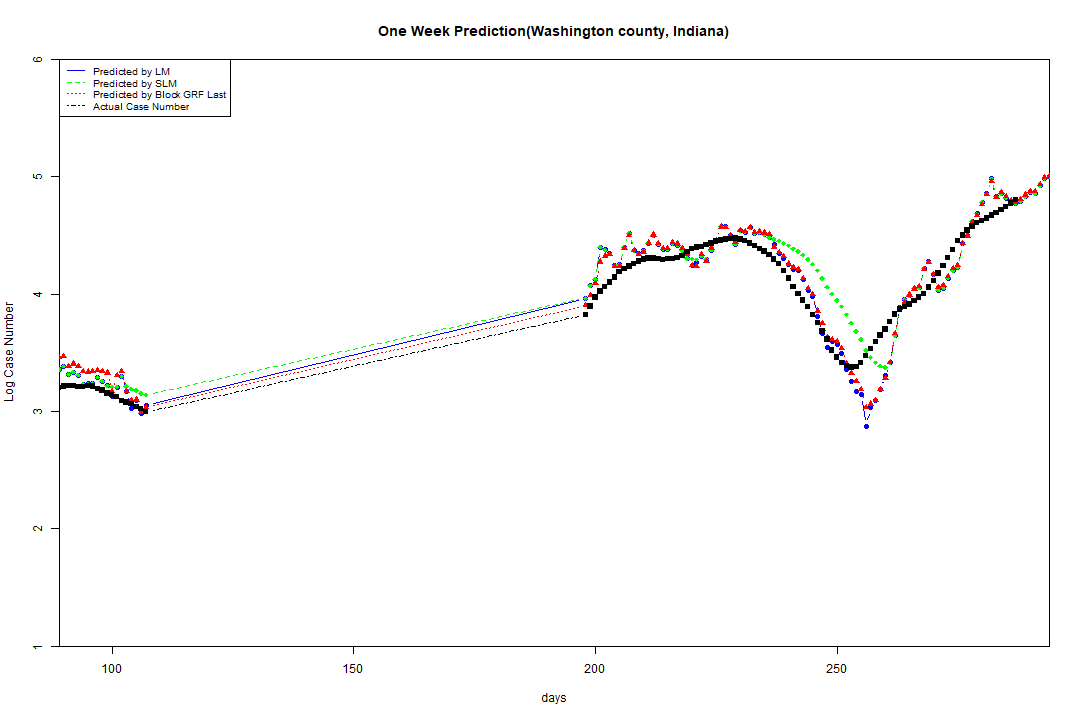 One Week Prediction(Washington county, Indiana)
Predicted by LM
Predicted by SLM
Predicted by Block GRF Last
Actual Case Number
6
5
4
3
2
1
Log Case Number
100 150 200 250
days